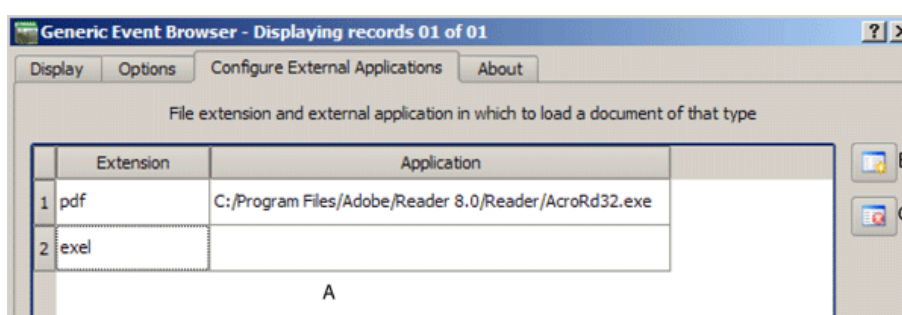 Generic Event Browser - Displaying records 01 of 01 ? X
Display Options Configure External Applications About
File extension and external application in which to load a document of that type
Extension Application
1 pdf C:/Program Files/Adobe/Reader 8.0/Reader/AcroRd32.exe
2 exel
A